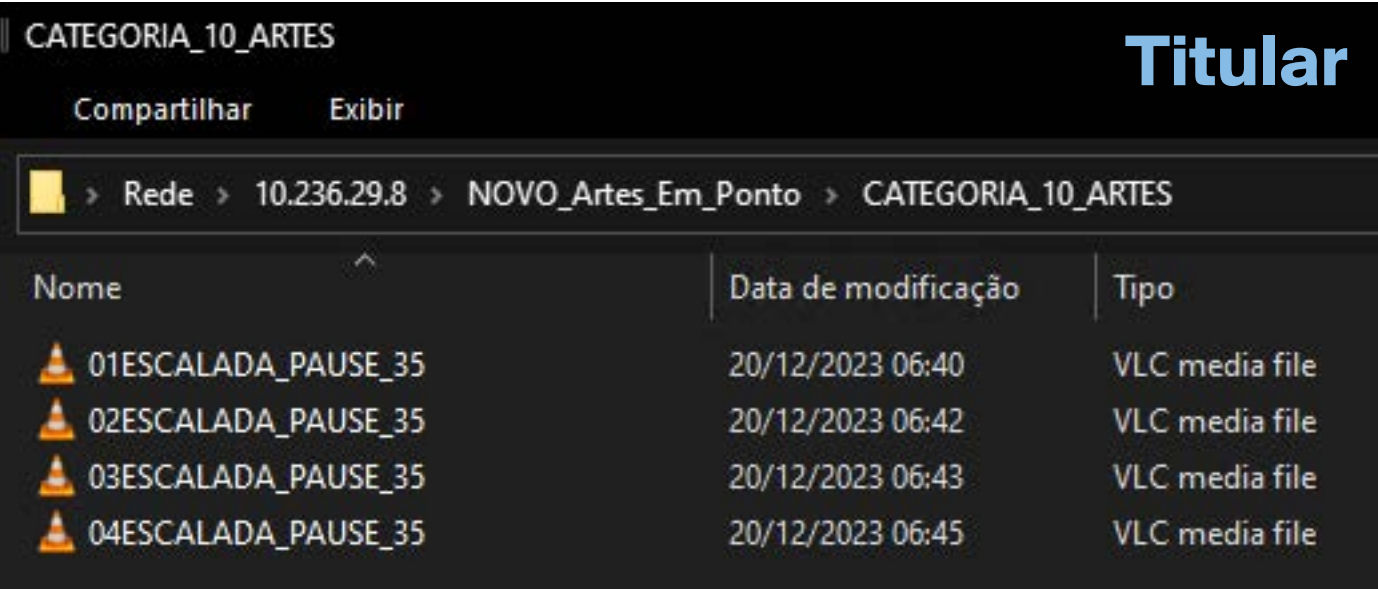 CATEGORIA_10_ARTES
Titular
Compartilhar Exibir
Rede > 10.236.29.8 > NOVO_Artes_Em_Ponto > CATEGORIA_10_ARTES
Nome Data de modificação Tipo
01ESCALADA_PAUSE_35 20/12/2023 06:40 VLC media file
02ESCALADA_PAUSE_35 20/12/2023 06:42 VLC media file
03ESCALADA_PAUSE_35 20/12/2023 06:43 VLC media file
04ESCALADA_PAUSE_35 20/12/2023 06:45 VLC media file